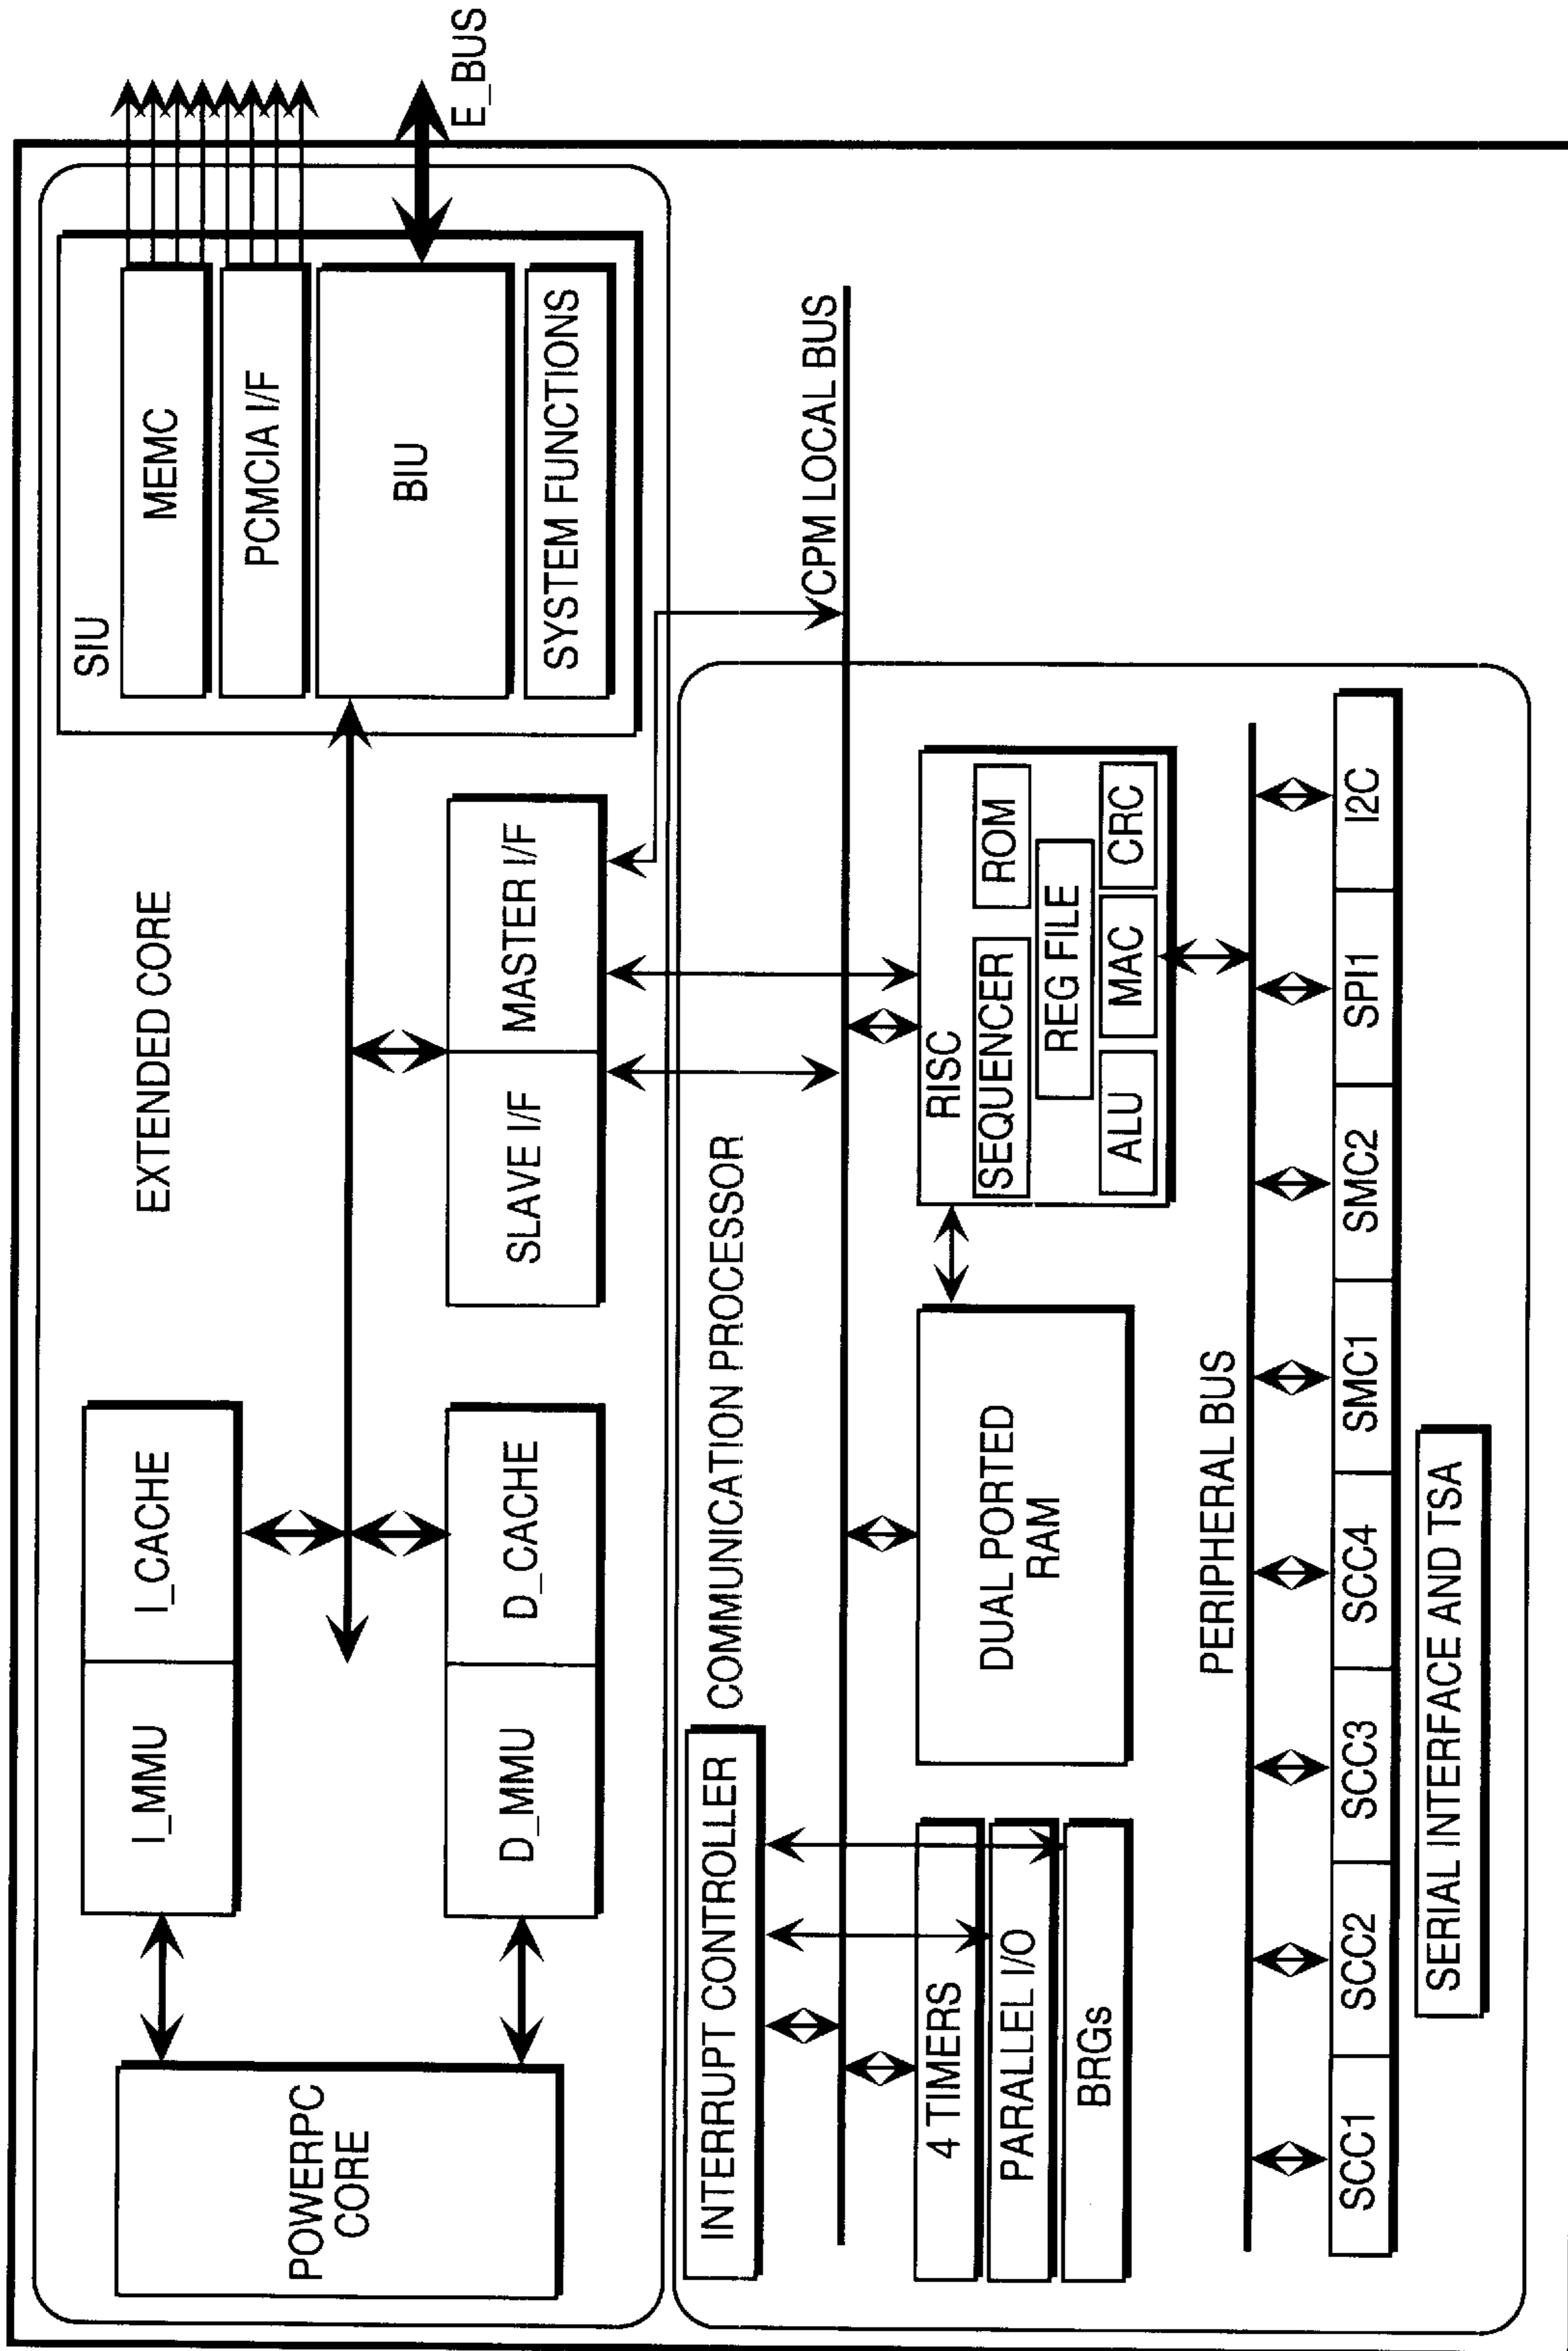 EXTENDED CORE
POWERPC
CORE
I_MMU
I_CACHE
D_MMU
D_CACHE
SLAVE I/F
MASTER I/F
SIU
MEMC
PCMCIA I/F
BIU
SYSTEM FUNCTIONS
E_BUS
INTERRUPT CONTROLLER
COMMUNICATION PROCESSOR
CPM LOCAL BUS
4 TIMERS
PARALLEL I/O
BRGs
DUAL PORTED
RAM
RISC
SEQUENCER
ROM
REG FILE
ALU
MAC
CRC
PERIPHERAL BUS
SCC1
SCC2
SCC3
SCC4
SMC1
SMC2
SPI1
I2C
SERIAL INTERFACE AND TSA